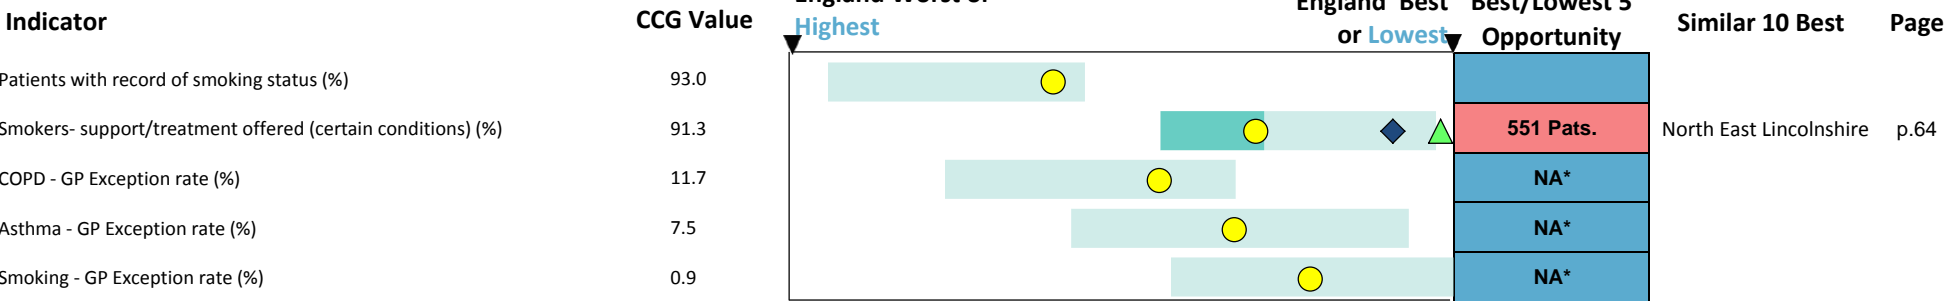 England Worst or
England Best Best/Lowest 5
Indicator CCG Value Highest or Lowest Opportunity Similar 10 Best Page
Patients with record of smoking status (%) 93.0
Smokers- support/treatment offered (certain conditions) (%) 91.3 551 Pats. North East Lincolnshire p.64
COPD - GP Exception rate (%) 11.7 NA*
Asthma - GP Exception rate (%) 7.5 NA*
Smoking - GP Exception rate (%) 0.9 NA*